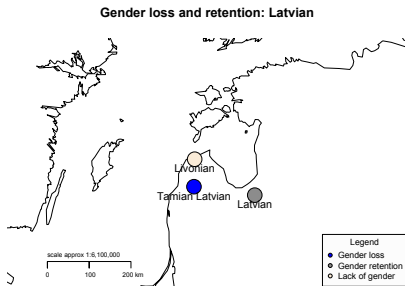 Gender loss and retention: Latvian
Livonian
Tamian Latvian
Latvian
scale approx 1:6,100,000
0 100 200 km
Legend
Gender loss
Gender retention
Lack of gender